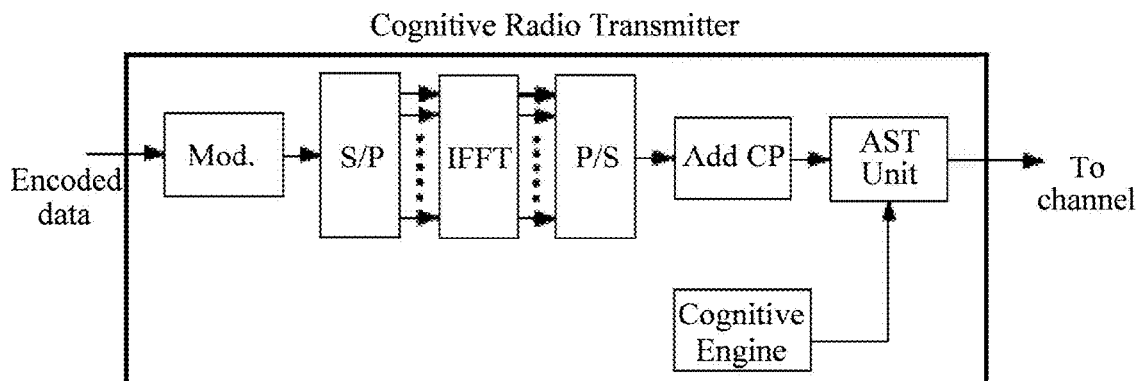 Cognitive Radio Transmitter
Encoded
data
Mod.
S/P
IFFT
P/S
Add CP
AST
Unit
To
channel
Cognitive
Engine